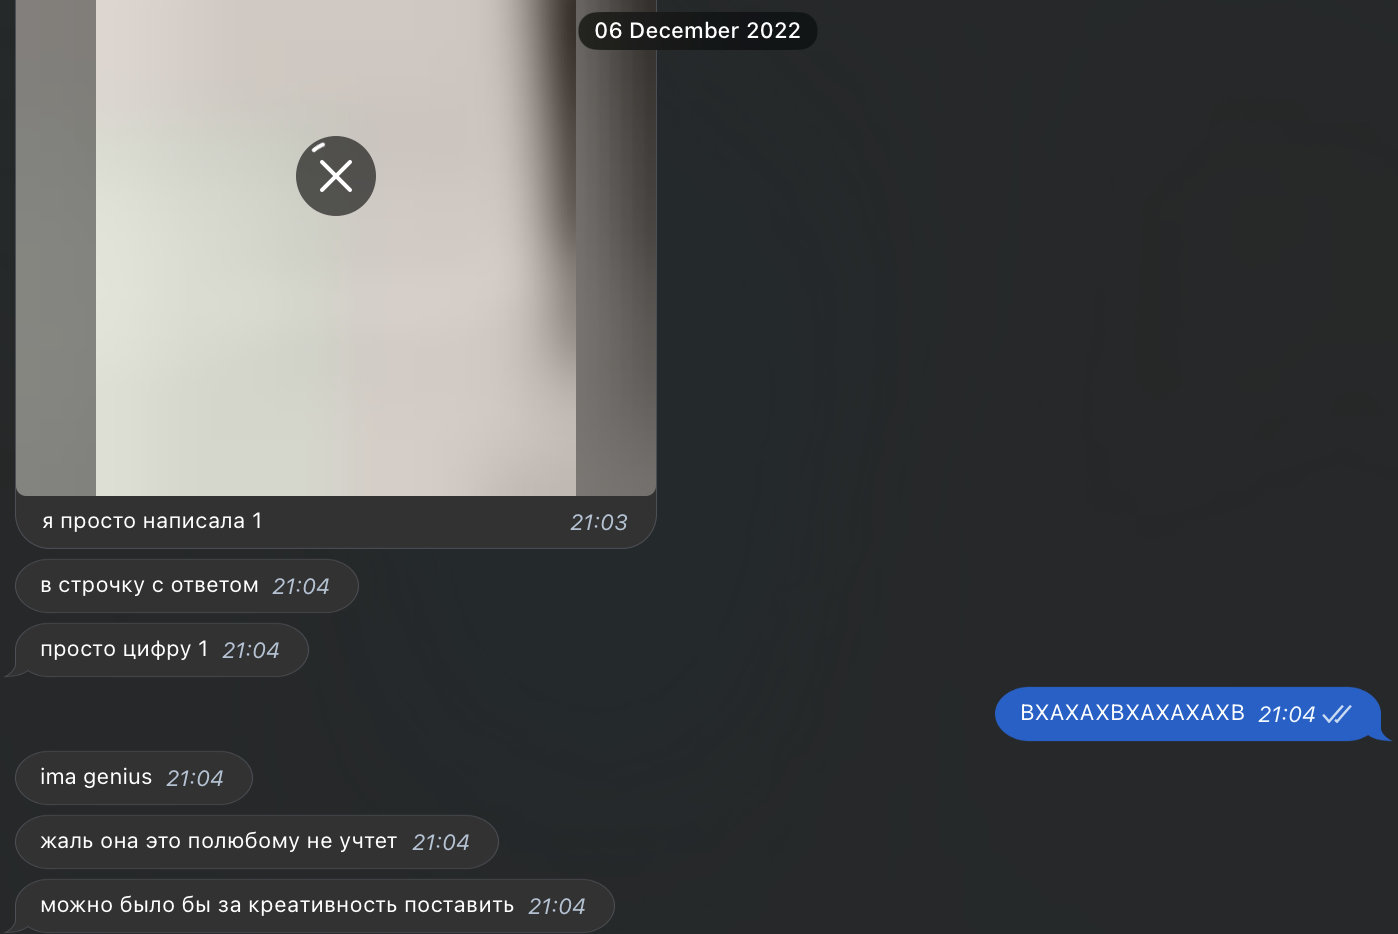 06 December 2022
я просто написала 1 21:03
в строчку с ответом 21:04
просто цифру 1 21:04
ВХАХАХВХАХАХАХВ 21:04
ima genius 21:04
жаль она это полюбому не учтет 21:04
можно было бы за креативность поставить 21:04